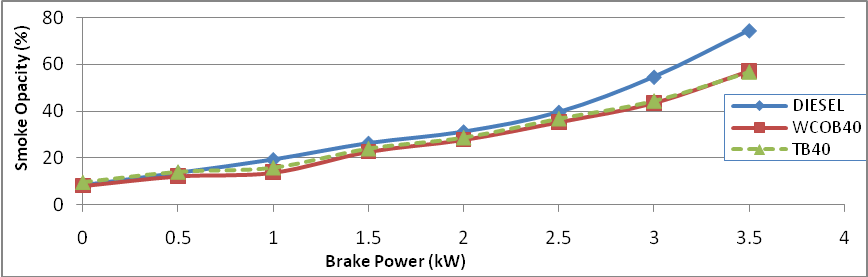 Smoke Opacity (%)
80
60
40
20
0
0 0.5 1 1.5 2 2.5 3 3.5 4
Brake Power (kW)
DIESEL
WCOB40
TB40